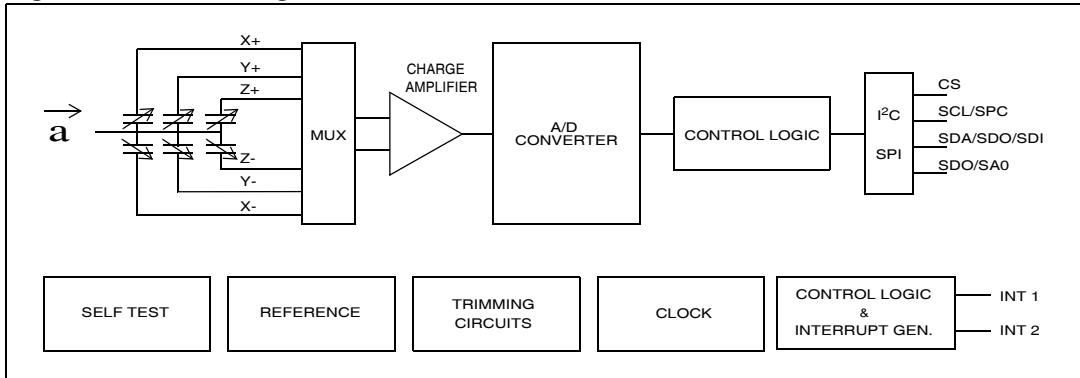 X+
Y+
Z+
a
Z-
Y-
X-
MUX
CHARGE
AMPLIFIER
A/D
CONVERTER
CONTROL LOGIC
I²C
SPI
CS
SCL/SPC
SDA/SDO/SDI
SDO/SA0
SELF TEST
REFERENCE
TRIMMING
CIRCUITS
CLOCK
CONTROL LOGIC
&
INTERRUPT GEN.
INT 1
INT 2